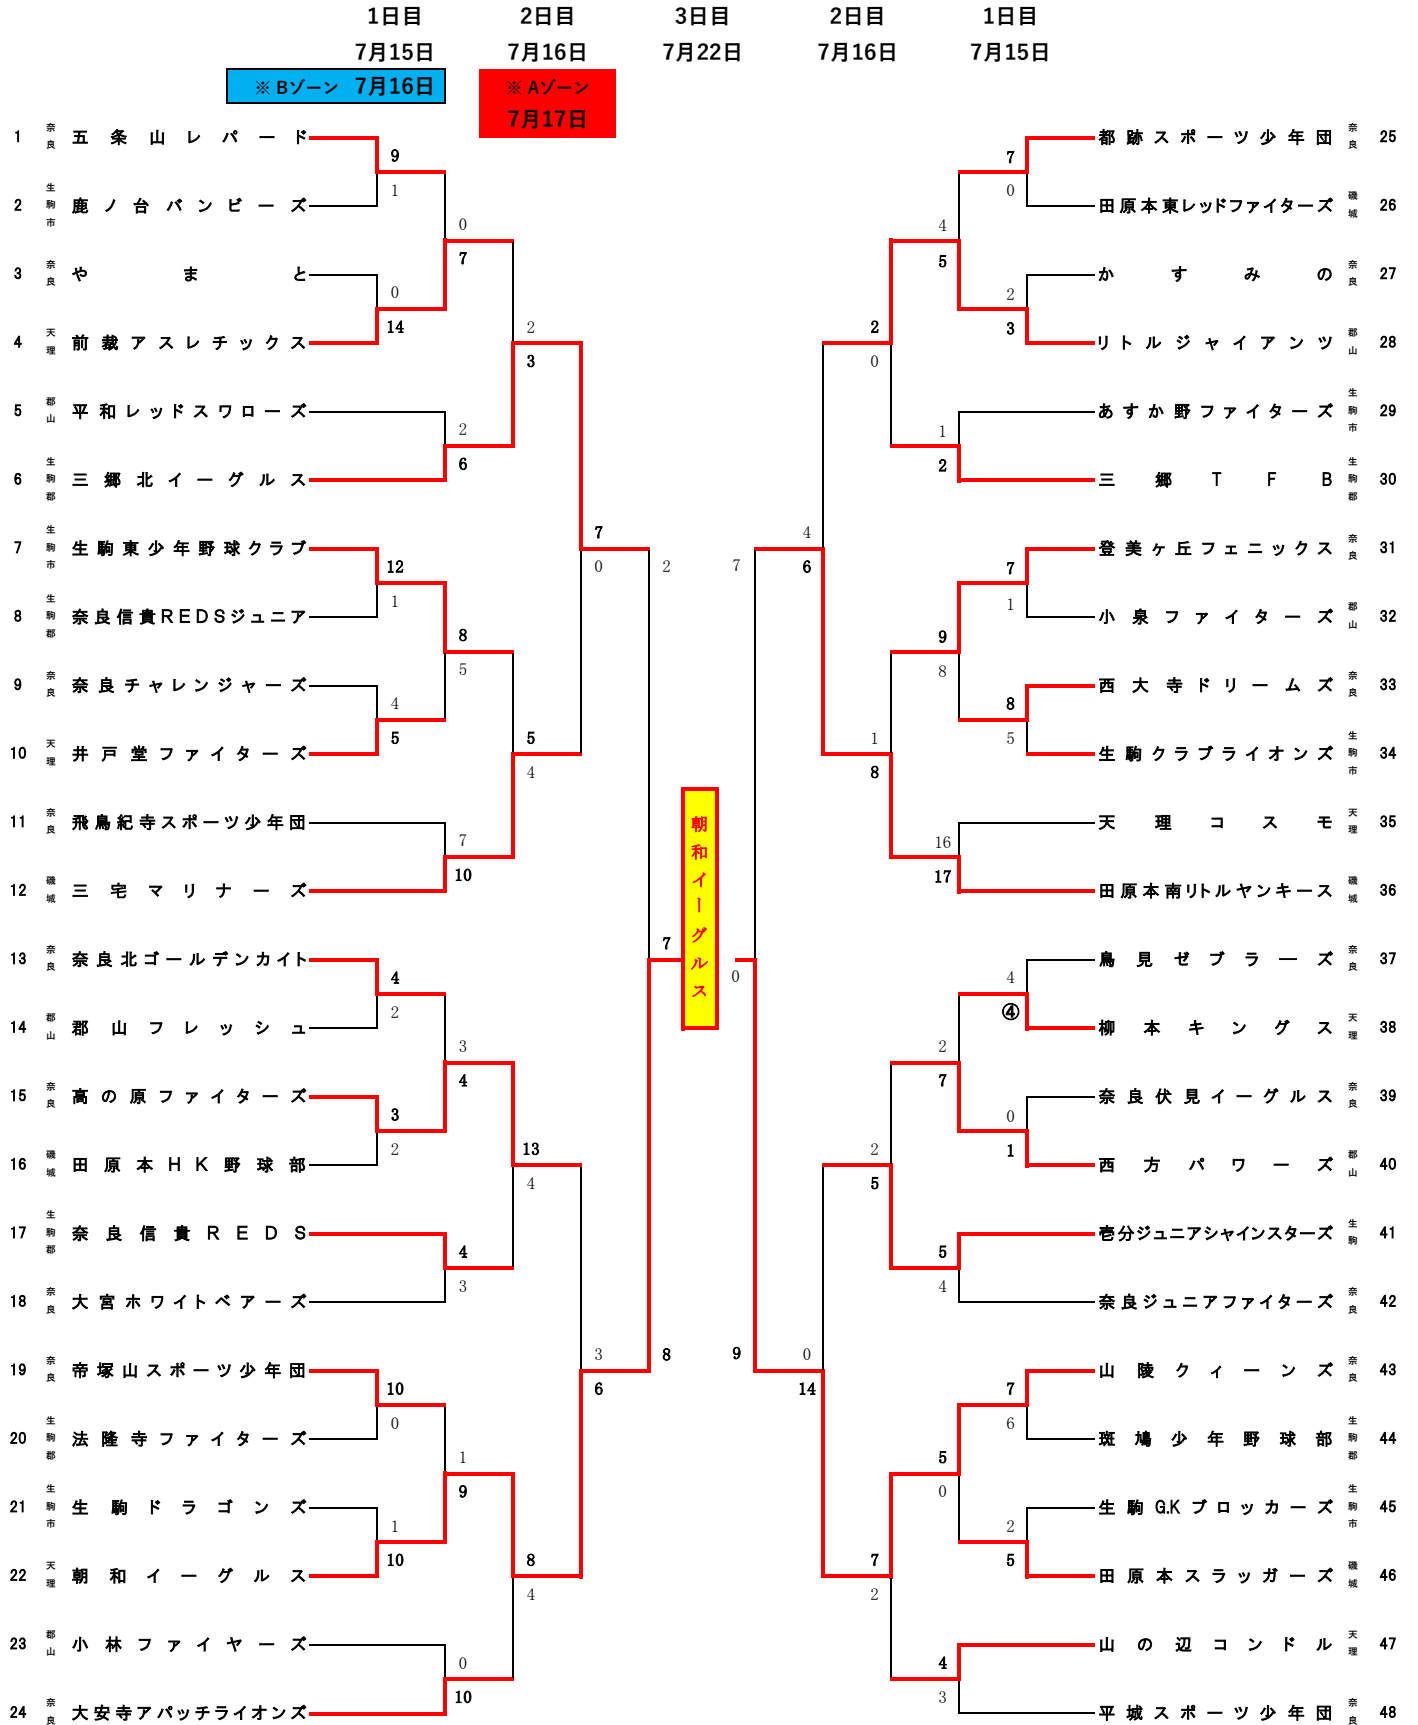 1日目 2日目 3日目 2日目 1日目
7月15日 7月16日 7月22日 7月16日 7月15日
※ Bゾーン 7月16日
※ Aゾーン
7月17日
1 奈良 五条山レパード
9
1
2 生駒市 鹿ノ台バンビーズ
0
7
3 奈良 やまと
0
14
4 天理 前裁アスレチックス
2
3
5 郡山 平和レッドスワローズ
2
6
6 生駒郡 三郷北イーグルス
7
0
7 生駒市 生駒東少年野球クラブ
12
1
8 生駒郡 奈良信貴REDSジュニア
8
5
9 奈良 奈良チャレンジャーズ
4
5
10 天理 井戸堂ファイターズ
5
4
11 奈良 飛鳥紀寺スポーツ少年団
7
10
12 磯城 三宅マリナーズ
2
8
13 奈良 奈良北ゴールデンカイト
4
2
14 郡山 郡山フレッシュ
3
4
15 奈良 高の原ファイターズ
3
2
16 磯城 田原本HK野球部
13
4
17 生駒郡 奈良信貴REDS
4
3
18 奈良 大宮ホワイトベアーズ
3
6
19 奈良 帝塚山スポーツ少年団
10
0
20 生駒郡 法隆寺ファイターズ
1
9
21 生駒市 生駒ドラゴンズ
1
10
22 天理 朝和イーグルス
8
4
23 郡山 小林ファイヤーズ
0
10
24 奈良 大安寺アパッチライオンズ
7
朝和イーグルス
0
都跡スポーツ少年団 奈良 25
7
0
田原本東レッドファイターズ 磯城 26
4
5
かすみの 奈良 27
2
3
リトルジャイアンツ 郡山 28
2
0
あすか野ファイターズ 生駒市 29
1
2
三郷TFB 生駒郡 30
4
6
登美ヶ丘フェニックス 奈良 31
7
1
小泉ファイターズ 郡山 32
9
8
西大寺ドリームズ 奈良 33
8
5
生駒クラブライオンズ 生駒市 34
1
8
天理コスモ 天理 35
16
17
田原本南リトルヤンキース 磯城 36
7
9
鳥見ゼブラーズ 奈良 37
4
④
柳本キングス 天理 38
2
7
奈良伏見イーグルス 奈良 39
0
1
西方パワーズ 郡山 40
2
5
壱分ジュニアシャインスターズ 生駒 41
5
4
奈良ジュニアファイターズ 奈良 42
0
14
山陵クィーンズ 奈良 43
7
6
斑鳩少年野球部 生駒郡 44
5
0
生駒G.Kブロッカーズ 生駒市 45
2
5
田原本スラッガーズ 磯城 46
7
2
山の辺コンドル 天理 47
4
3
平城スポーツ少年団 奈良 48